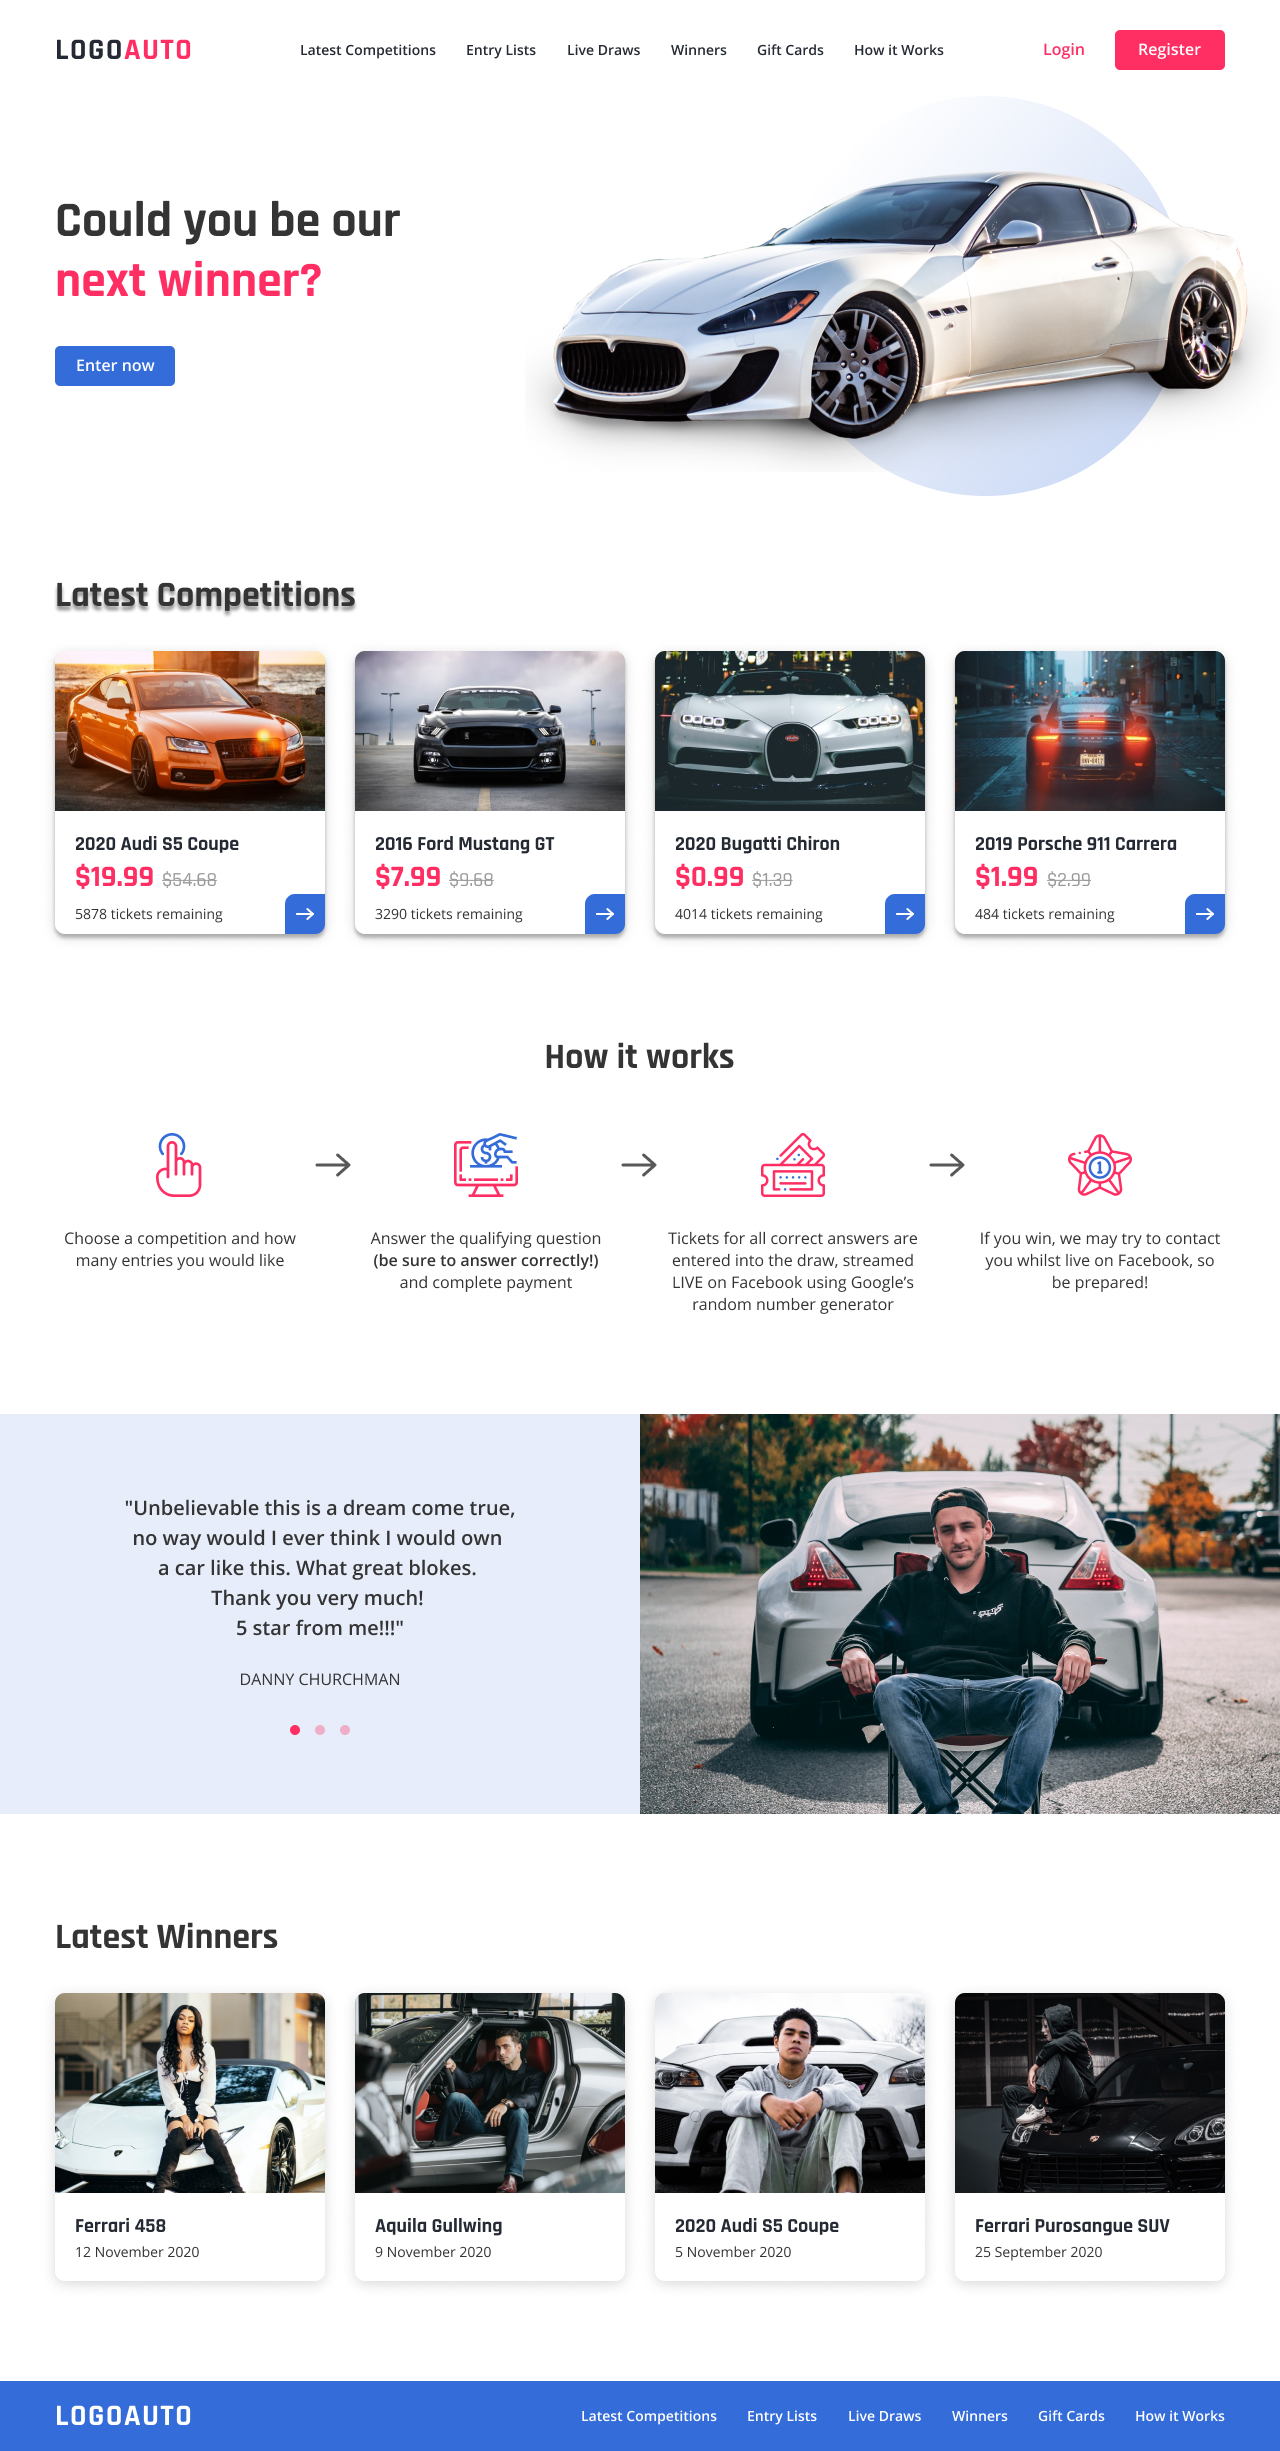 LOGOAUTO
Latest Competitions Entry Lists Live Draws Winners Gift Cards How it Works
Login Register
Could you be our
next winner?
Enter now
Latest Competitions
2020 Audi S5 Coupe
$19.99 $54.68
5878 tickets remaining
2016 Ford Mustang GT
$7.99 $9.68
3290 tickets remaining
2020 Bugatti Chiron
$0.99 $1.39
4014 tickets remaining
2019 Porsche 911 Carrera
$1.99 $2.99
484 tickets remaining
How it works
Choose a competition and how
many entries you would like
Answer the qualifying question
(be sure to answer correctly!)
and complete payment
Tickets for all correct answers are
entered into the draw, streamed
LIVE on Facebook using Google’s
random number generator
1
If you win, we may try to contact
you whilst live on Facebook, so
be prepared!
"Unbelievable this is a dream come true,
no way would I ever think I would own
a car like this. What great blokes.
Thank you very much!
5 star from me!!!"
DANNY CHURCHMAN
Latest Winners
Ferrari 458
12 November 2020
Aquila Gullwing
9 November 2020
2020 Audi S5 Coupe
5 November 2020
Ferrari Purosangue SUV
25 September 2020
LOGOAUTO
Latest Competitions Entry Lists Live Draws Winners Gift Cards How it Works